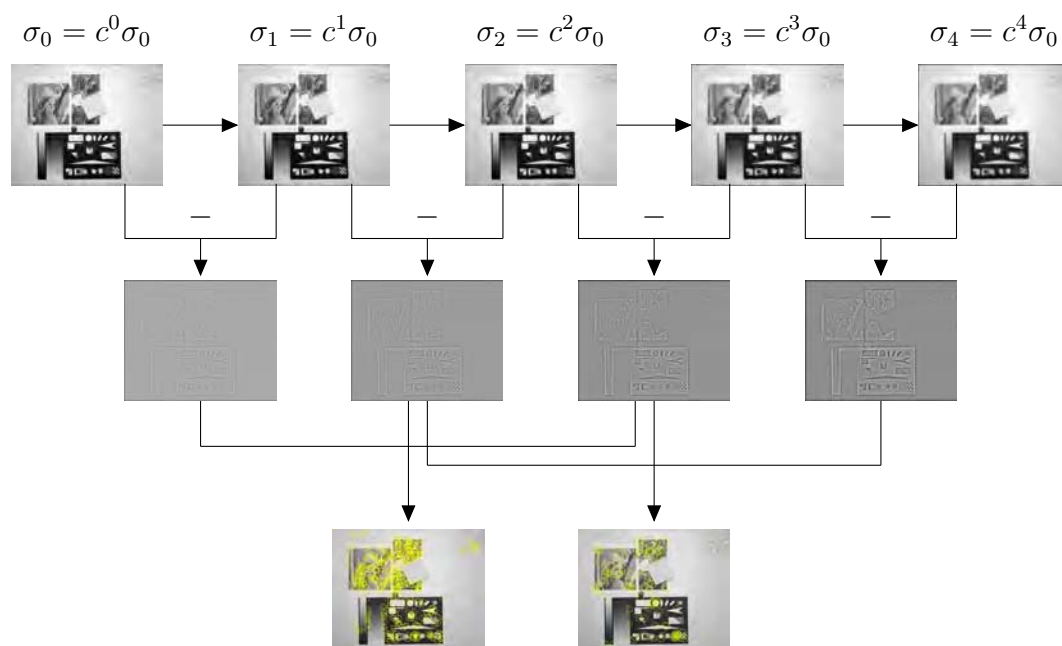 σ₀ = c⁰σ₀ σ₁ = c¹σ₀ σ₂ = c²σ₀ σ₃ = c³σ₀ σ₄ = c⁴σ₀
− − − −